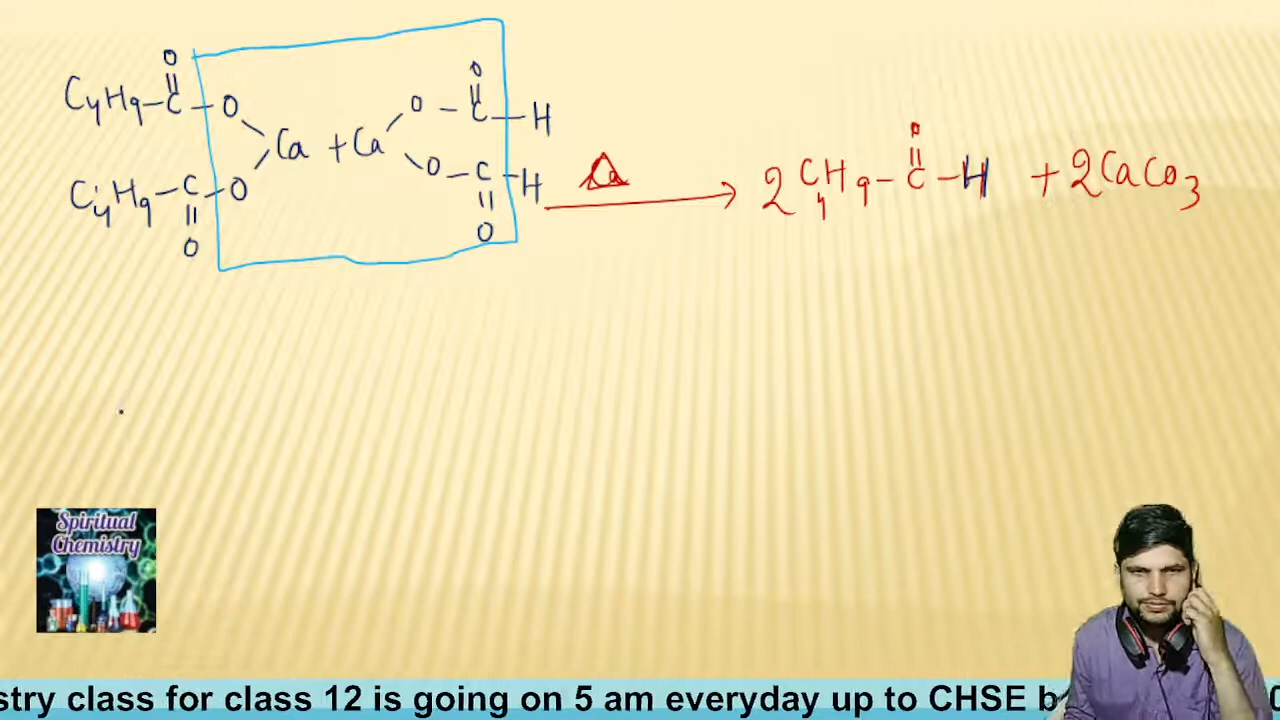 O O
|| ||
C4H9–C–O O–C–H O
Ca + Ca Δ ||
C4H9–C–O O–C–H → 2C4H9–C–H + 2CaCo3
|| ||
O O
Spiritual
Chemistry
stry class for class 12 is going on 5 am everyday up to CHSE b